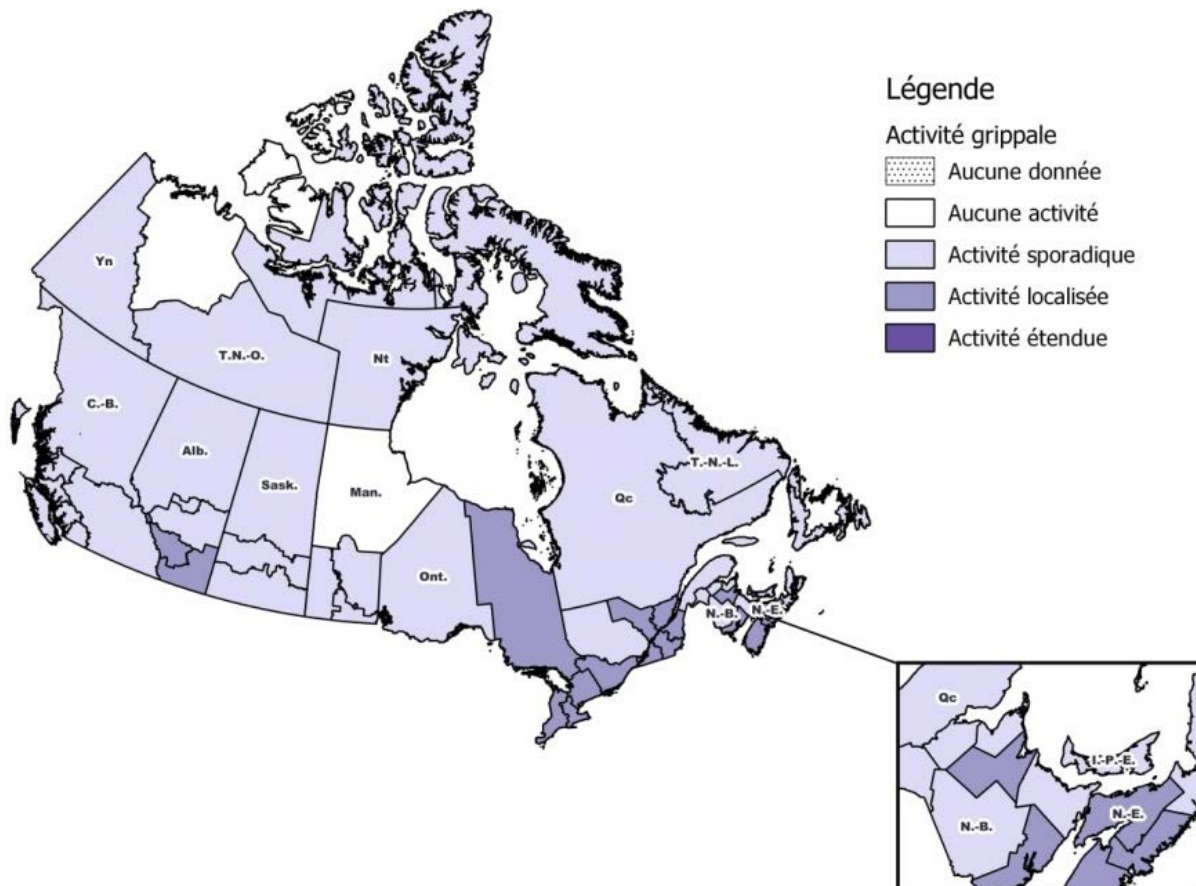 Légende
Activité grippale
Aucune donnée
Aucune activité
Activité sporadique
Activité localisée
Activité étendue
Yn
T.N.-O.
Nt
C.-B.
Alb.
Sask.
Man.
Ont.
Qc
T.-N.-L.
N.-B.
N.-E.
Qc
I.-P.-E.
N.-B.
N.-E.